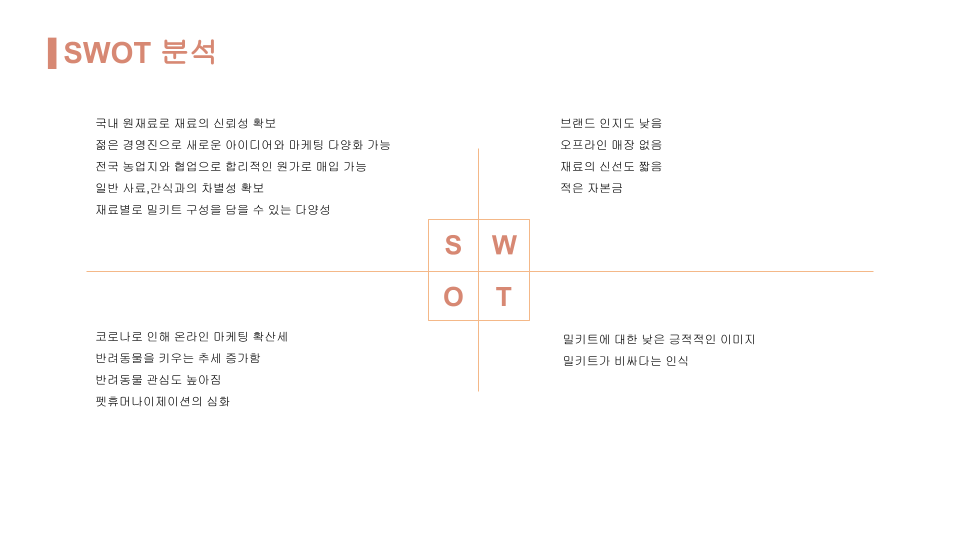 SWOT 분석
국내 원재료로 재료의 신뢰성 확보
젊은 경영진으로 새로운 아이디어와 마케팅 다양화 가능
전국 농업지와 협업으로 합리적인 원가로 매입 가능
일반 사료,간식과의 차별성 확보
재료별로 밀키트 구성을 담을 수 있는 다양성
브랜드 인지도 낮음
오프라인 매장 없음
재료의 신선도 짧음
적은 자본금
S W
O T
코로나로 인해 온라인 마케팅 확산세
반려동물을 키우는 추세 증가함
반려동물 관심도 높아짐
펫휴머나이제이션의 심화
밀키트에 대한 낮은 긍적적인 이미지
밀키트가 비싸다는 인식